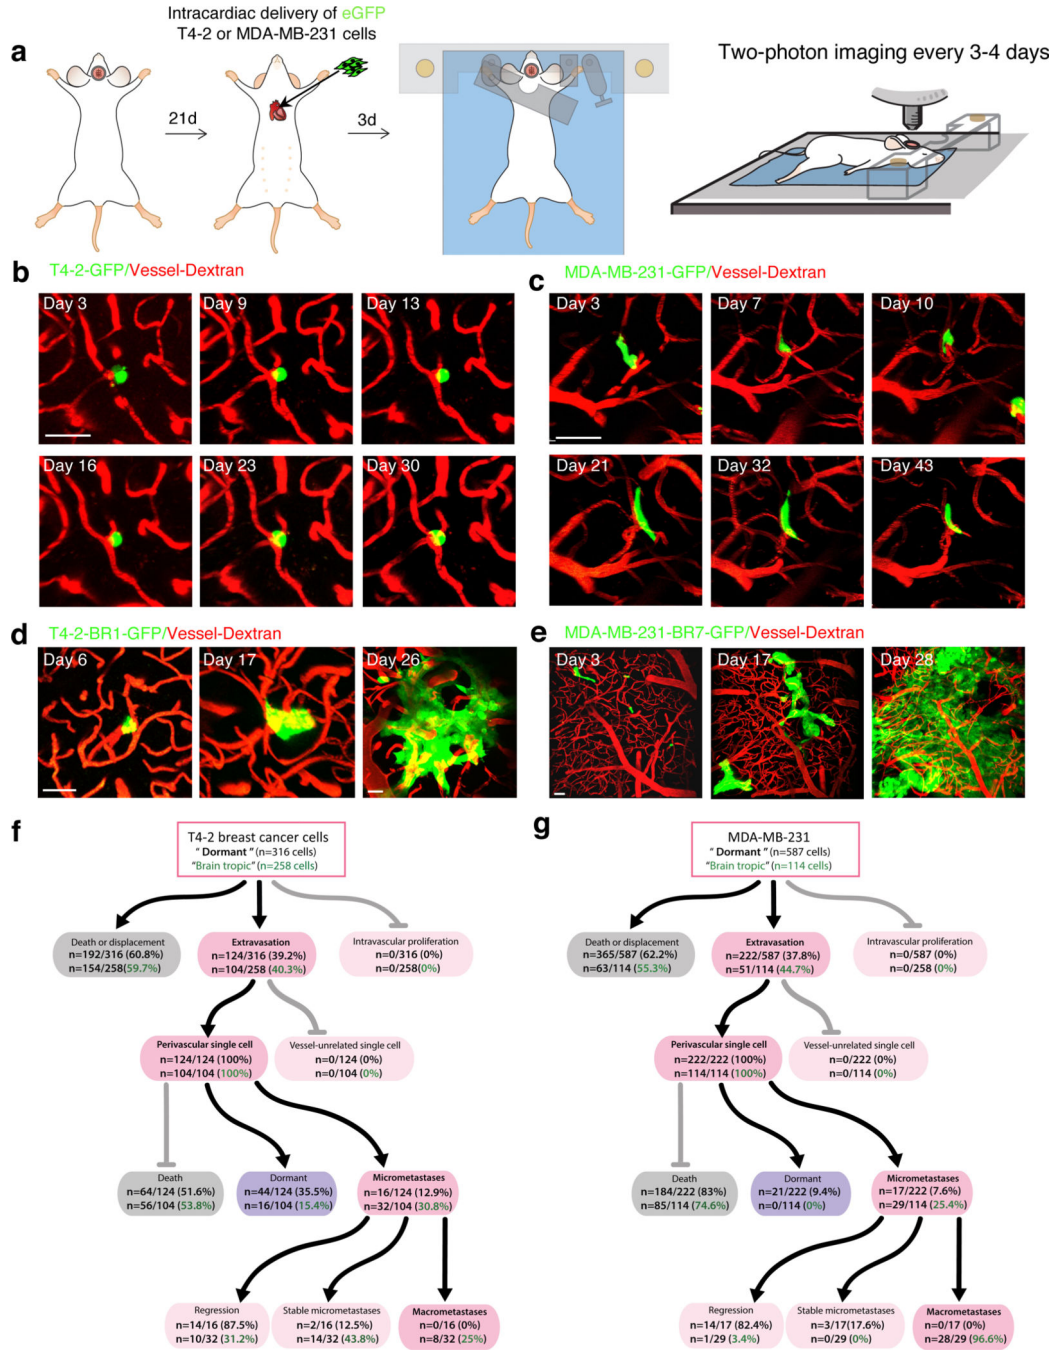 Intracardiac delivery of eGFP
T4-2 or MDA-MB-231 cells
a
21d
3d
Two-photon imaging every 3-4 days
b
T4-2-GFP/Vessel-Dextran
Day 3
Day 9
Day 13
Day 16
Day 23
Day 30
c
MDA-MB-231-GFP/Vessel-Dextran
Day 3
Day 7
Day 10
Day 21
Day 32
Day 43
d
T4-2-BR1-GFP/Vessel-Dextran
Day 6
Day 17
Day 26
e
MDA-MB-231-BR7-GFP/Vessel-Dextran
Day 3
Day 17
Day 28
f
T4-2 breast cancer cells
" Dormant " (n=316 cells)
"Brain tropic" (n=258 cells)
Death or displacement
n=192/316 (60.8%)
n=154/258(59.7%)
Extravasation
n=124/316 (39.2%)
n=104/258 (40.3%)
Intravascular proliferation
n=0/316 (0%)
n=0/258(0%)
Perivascular single cell
n=124/124 (100%)
n=104/104 (100%)
Vessel-unrelated single cell
n=0/124 (0%)
n=0/104 (0%)
Death
n=64/124 (51.6%)
n=56/104 (53.8%)
Dormant
n=44/124 (35.5%)
n=16/104 (15.4%)
Micrometastases
n=16/124 (12.9%)
n=32/104 (30.8%)
Regression
n=14/16 (87.5%)
n=10/32 (31.2%)
Stable micrometastases
n=2/16 (12.5%)
n=14/32 (43.8%)
Macrometastases
n=0/16 (0%)
n=8/32 (25%)
g
MDA-MB-231
" Dormant " (n=587 cells)
"Brain tropic" (n=114 cells)
Death or displacement
n=365/587 (62.2%)
n=63/114 (55.3%)
Extravasation
n=222/587 (37.8%)
n=51/114 (44.7%)
Intravascular proliferation
n=0/587 (0%)
n=0/258 (0%)
Perivascular single cell
n=222/222 (100%)
n=114/114 (100%)
Vessel-unrelated single cell
n=0/222 (0%)
n=0/114 (0%)
Death
n=184/222 (83%)
n=85/114 (74.6%)
Dormant
n=21/222 (9.4%)
n=0/114 (0%)
Micrometastases
n=17/222 (7.6%)
n=29/114 (25.4%)
Regression
n=14/17 (82.4%)
n=1/29 (3.4%)
Stable micrometastases
n=3/17(17.6%)
n=0/29 (0%)
Macrometastases
n=0/17 (0%)
n=28/29 (96.6%)